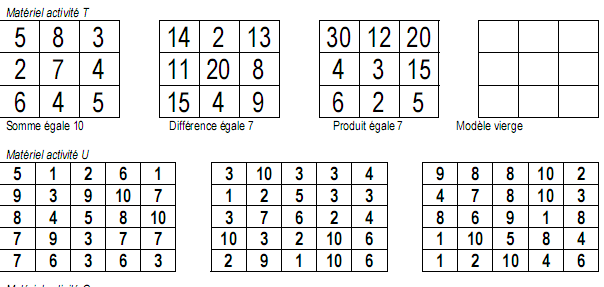 Matériel activité T
5 8 3 14 2 13 30 12 20
2 7 4 11 20 8 4 3 15
6 4 5 15 4 9 6 2 5
Somme égale 10 Différence égale 7 Produit égale 7 Modèle vierge
Matériel activité U
5 1 2 6 1 3 10 3 3 4 9 8 8 10 2
9 3 9 10 7 1 2 5 3 3 4 7 8 10 3
8 4 5 8 10 3 7 6 2 4 8 6 9 1 8
7 9 3 7 7 10 3 2 10 6 1 10 5 8 4
7 6 3 6 3 2 9 1 10 6 1 2 10 4 6